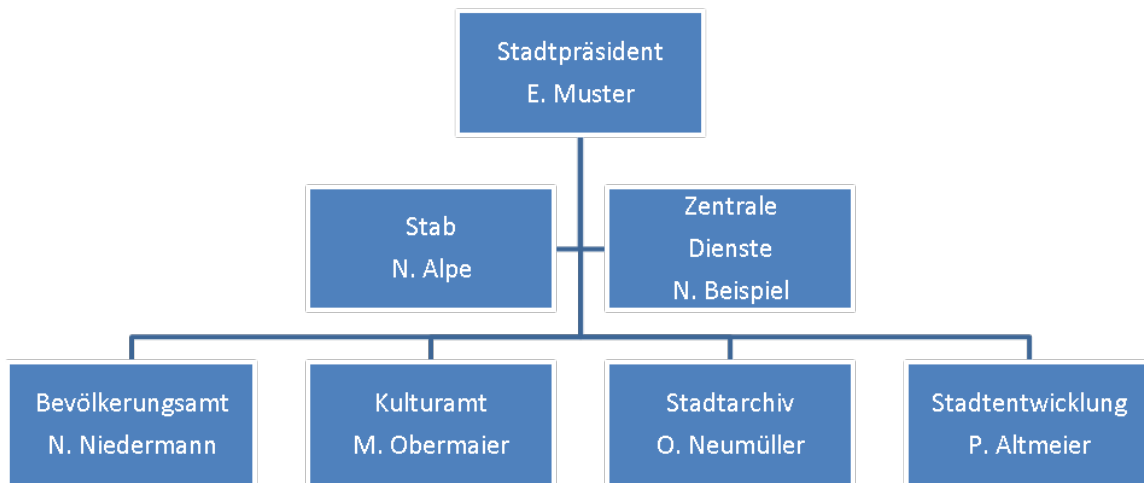 Stadtpräsident
E. Muster
Stab
N. Alpe
Zentrale
Dienste
N. Beispiel
Bevölkerungsamt
N. Niedermann
Kulturamt
M. Obermaier
Stadtarchiv
O. Neumüller
Stadtentwicklung
P. Altmeier